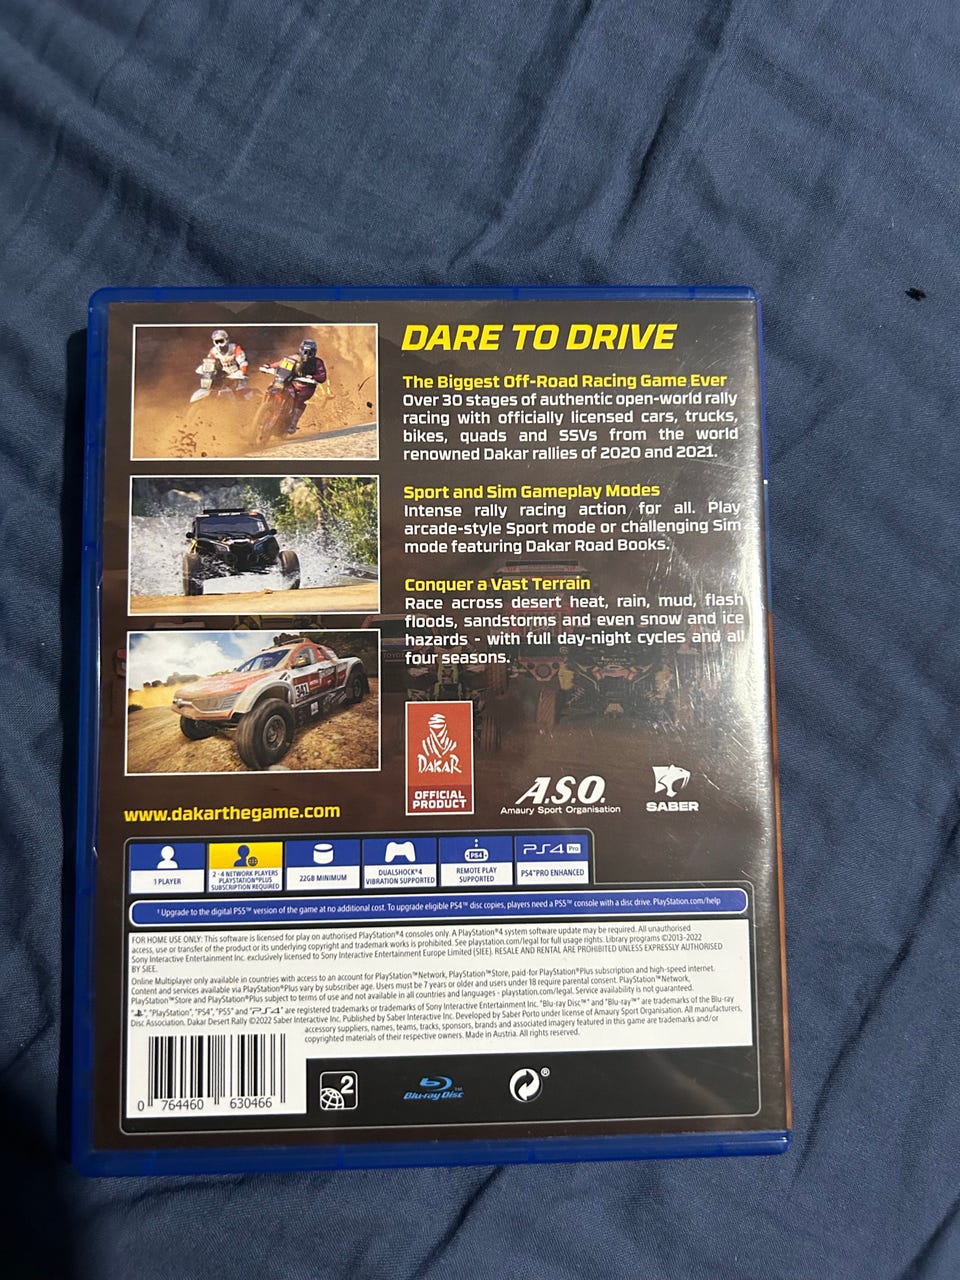 DARE TO DRIVE
The Biggest Off-Road Racing Game Ever
Over 30 stages of authentic open-world rally
racing with officially licensed cars, trucks,
bikes, quads and SSVs from the world
renowned Dakar rallies of 2020 and 2021.
Sport and Sim Gameplay Modes
Intense rally racing action for all. Play
arcade-style Sport mode or challenging Sim
mode featuring Dakar Road Books.
Conquer a Vast Terrain
Race across desert heat, rain, mud, flash
floods, sandstorms and even snow and ice
hazards - with full day-night cycles and all
four seasons.
341
TOYOTA
DAKAR
OFFICIAL
PRODUCT
A.S.O.
Amaury Sport Organisation
SABER
www.dakarthegame.com
1 PLAYER
2 - 4 NETWORK PLAYERS
PLAYSTATION®PLUS
SUBSCRIPTION REQUIRED
22GB MINIMUM
DUALSHOCK®4
VIBRATION SUPPORTED
PS4
REMOTE PLAY
SUPPORTED
PS4 Pro
PS4™PRO ENHANCED
¹ Upgrade to the digital PS5™ version of the game at no additional cost. To upgrade eligible PS4™ disc copies, players need a PS5™ console with a disc drive. PlayStation.com/help
FOR HOME USE ONLY: This software is licensed for play on authorised PlayStation®4 consoles only. A PlayStation®4 system software update may be required. All unauthorised
access, use or transfer of the product or its underlying copyright and trademark works is prohibited. See playstation.com/legal for full usage rights. Library programs ©2013-2022
Sony Interactive Entertainment Inc. exclusively licensed to Sony Interactive Entertainment Europe Limited (SIEE). RESALE AND RENTAL ARE PROHIBITED UNLESS EXPRESSLY AUTHORISED
BY SIEE.
Online Multiplayer only available in countries with access to an account for PlayStation™Network, PlayStation™Store, paid-for PlayStation®Plus subscription and high-speed internet.
Content and services available via PlayStation®Plus vary by subscriber age. Users must be 7 years or older and users under 18 require parental consent. PlayStation™Network,
PlayStation™Store and PlayStation®Plus subject to terms of use and not available in all countries and languages - playstation.com/legal. Service availability is not guaranteed.
"PlayStation", "PS4", "PS5" and "PS4" are registered trademarks or trademarks of Sony Interactive Entertainment Inc. "Blu-ray Disc™" and "Blu-ray™" are trademarks of the Blu-ray
Disc Association. Dakar Desert Rally ©2022 Saber Interactive Inc. Published by Saber Interactive Inc. Developed by Saber Porto under license of Amaury Sport Organisation. All manufacturers,
accessory suppliers, names, teams, tracks, sponsors, brands and associated imagery featured in this game are trademarks and/or
copyrighted materials of their respective owners. Made in Austria. All rights reserved.
0 764460 630466
2
Blu-ray Disc™
®